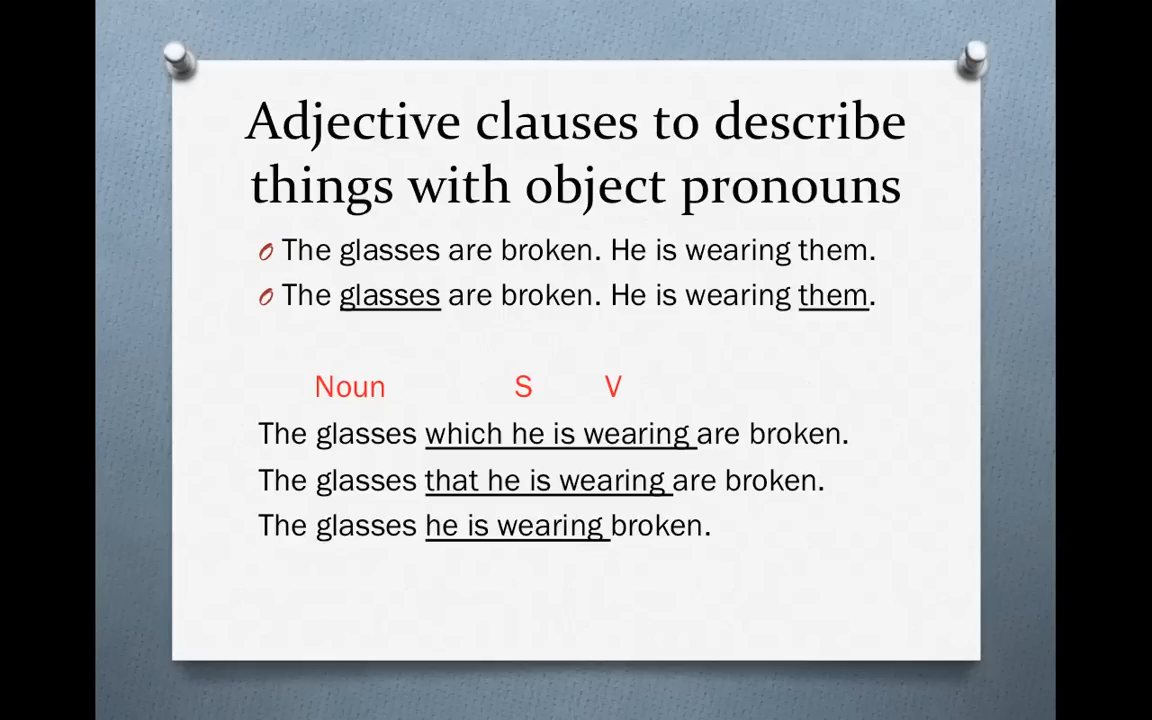 Adjective clauses to describe
things with object pronouns
The glasses are broken. He is wearing them.
The glasses are broken. He is wearing them.
Noun S V
The glasses which he is wearing are broken.
The glasses that he is wearing are broken.
The glasses he is wearing broken.